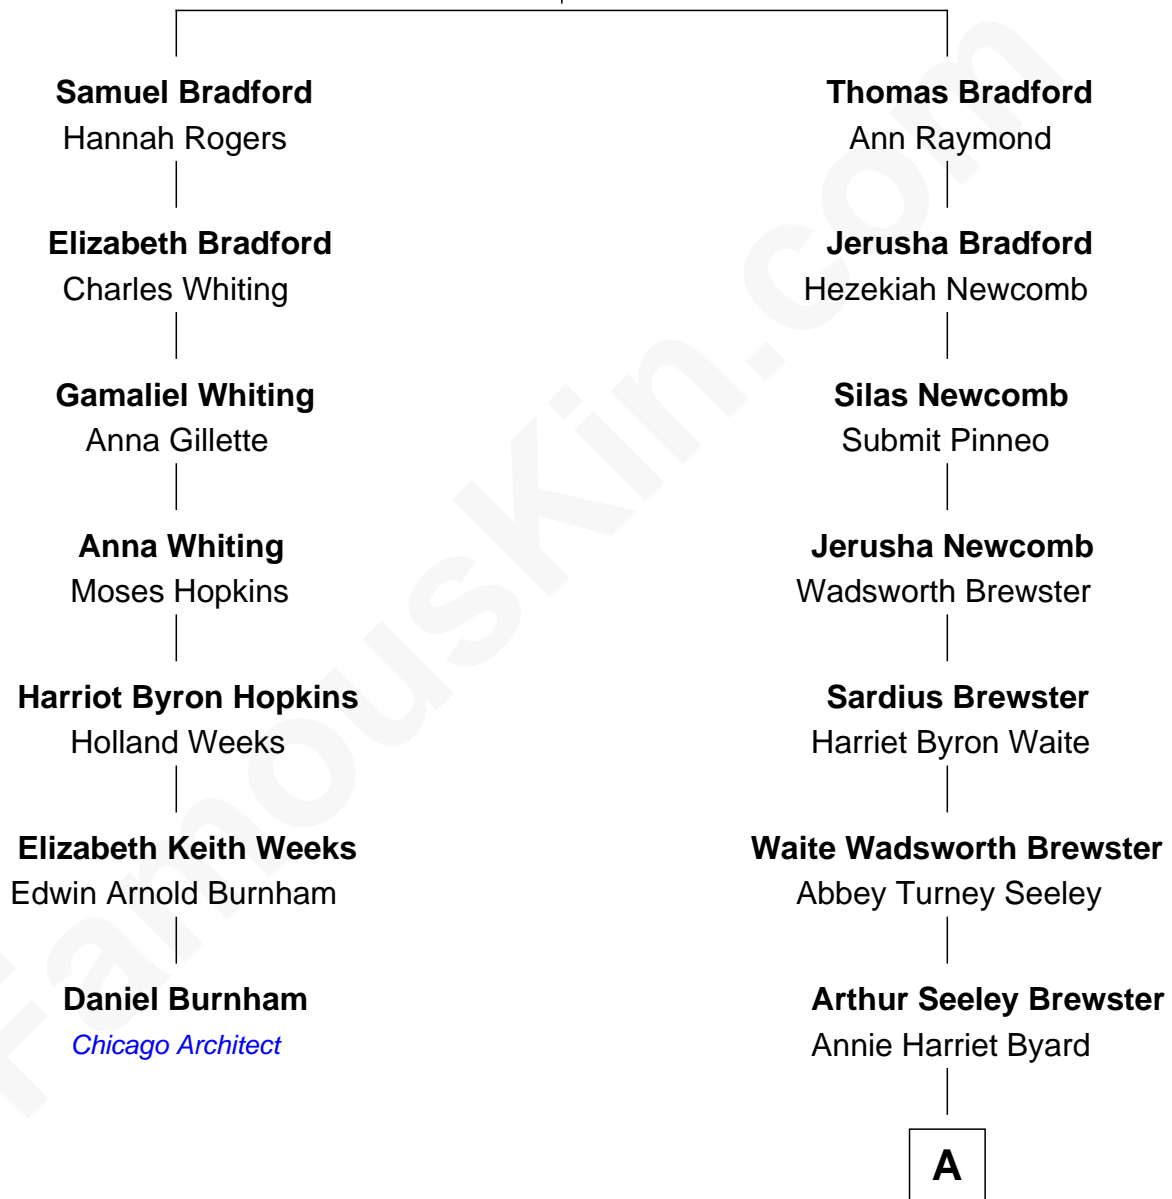 Samuel Bradford
Hannah Rogers
Elizabeth Bradford
Charles Whiting
Gamaliel Whiting
Anna Gillette
Anna Whiting
Moses Hopkins
Harriot Byron Hopkins
Holland Weeks
Elizabeth Keith Weeks
Edwin Arnold Burnham
Daniel Burnham
Chicago Architect
Thomas Bradford
Ann Raymond
Jerusha Bradford
Hezekiah Newcomb
Silas Newcomb
Submit Pinneo
Jerusha Newcomb
Wadsworth Brewster
Sardius Brewster
Harriet Byron Waite
Waite Wadsworth Brewster
Abbey Turney Seeley
Arthur Seeley Brewster
Annie Harriet Byard
A
FamousKin.com